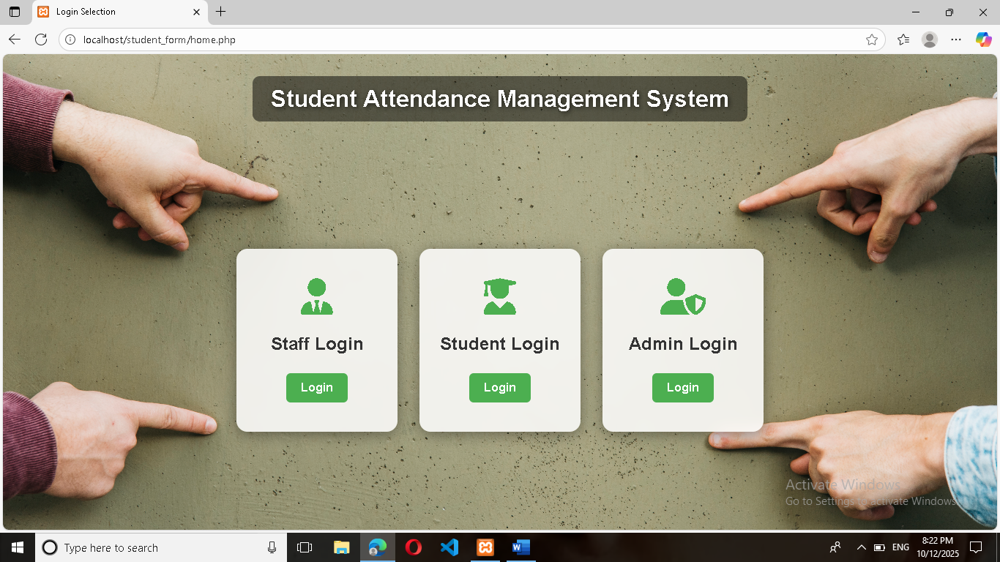 Login Selection
localhost/student_form/home.php
Student Attendance Management System
Staff Login
Student Login
Admin Login
Login
Login
Login
Activate Windows
Go to Settings to activate Windows.
Type here to search
ENG
8:22 PM
10/12/2025